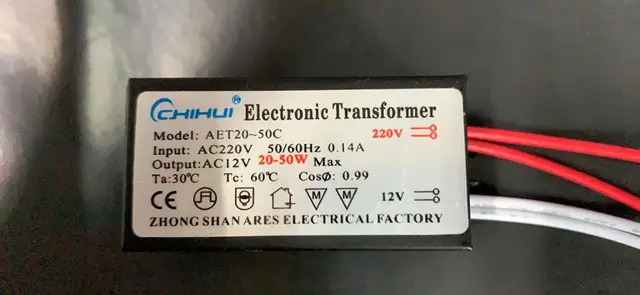 CHIHUI® Electronic Transformer
Model: AET20~50C
220V
Input: AC220V 50/60Hz 0.14A
Output:AC12V 20-50W Max
Ta:30℃ Tc: 60℃ CosØ: 0.99
CE M M 12V
ZHONG SHAN ARES ELECTRICAL FACTORY